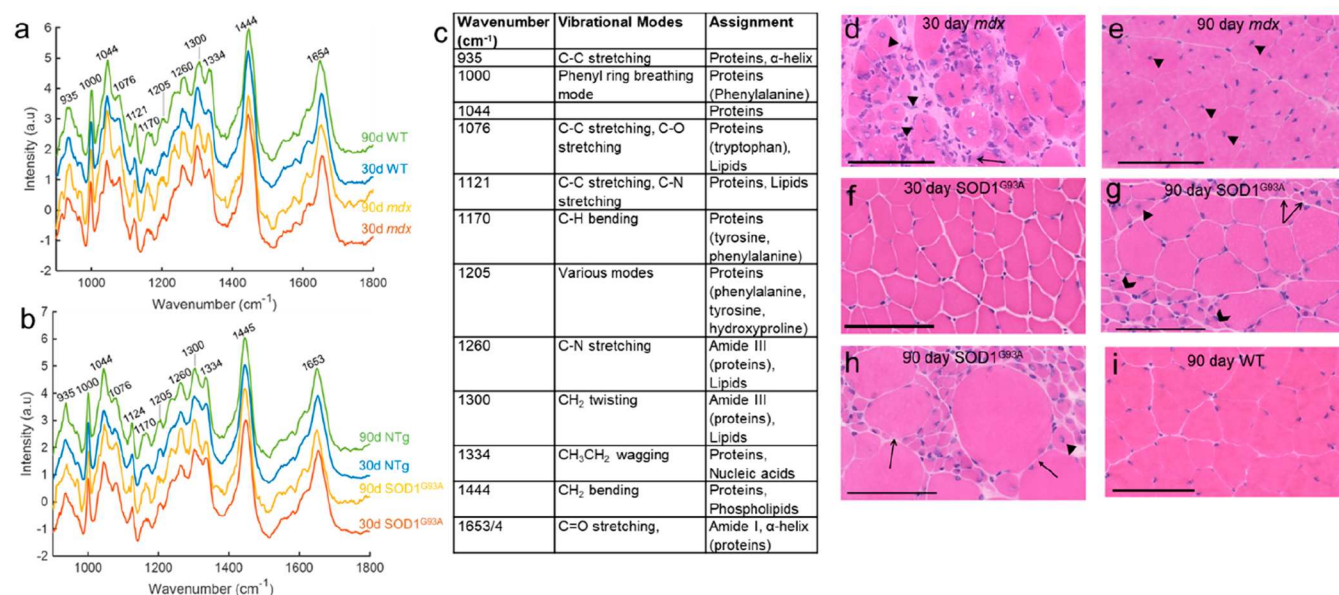 a
Intensity (a.u)
6
5
4
3
2
1
0
-1
-2
935
1000
1044
1076
1121
1170
1205
1260
1300
1334
1444
1654
90d WT
30d WT
90d mdx
30d mdx
1000 1200 1400 1600 1800
Wavenumber (cm-1)
b
Intensity (a.u)
7
6
5
4
3
2
1
0
-1
-2
935
1000
1044
1076
1124
1170
1205
1260
1300
1334
1445
1653
90d NTg
30d NTg
90d SOD1G93A
30d SOD1G93A
1000 1200 1400 1600 1800
Wavenumber (cm-1)
c
Wavenumber Vibrational Modes Assignment
(cm-1)
935 C-C stretching Proteins, α-helix
1000 Phenyl ring breathing Proteins
mode (Phenylalanine)
1044 Proteins
1076 C-C stretching, C-O Proteins
stretching (tryptophan),
Lipids
1121 C-C stretching, C-N Proteins, Lipids
stretching
1170 C-H bending Proteins
(tyrosine,
phenylalanine)
1205 Various modes Proteins
(phenylalanine,
tyrosine,
hydroxyproline)
1260 C-N stretching Amide III
(proteins),
Lipids
1300 CH2 twisting Amide III
(proteins),
Lipids
1334 CH3CH2 wagging Proteins,
Nucleic acids
1444 CH2 bending Proteins,
Phospholipids
1653/4 C=O stretching, Amide I, α-helix
(proteins)
d 30 day mdx
e 90 day mdx
f 30 day SOD1G93A
g 90 day SOD1G93A
h 90 day SOD1G93A
i 90 day WT